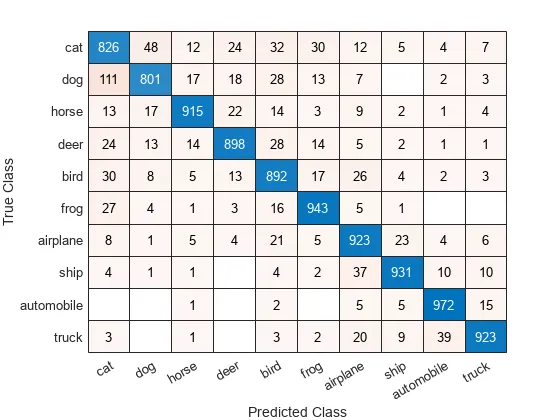 cat 826 48 12 24 32 30 12 5 4 7
dog 111 801 17 18 28 13 7 2 3
horse 13 17 915 22 14 3 9 2 1 4
deer 24 13 14 898 28 14 5 2 1 1
bird 30 8 5 13 892 17 26 4 2 3
frog 27 4 1 3 16 943 5 1
airplane 8 1 5 4 21 5 923 23 4 6
ship 4 1 1 4 2 37 931 10 10
automobile 1 2 5 5 972 15
truck 3 1 3 2 20 9 39 923
cat dog horse deer bird frog airplane ship automobile truck
Predicted Class
True Class